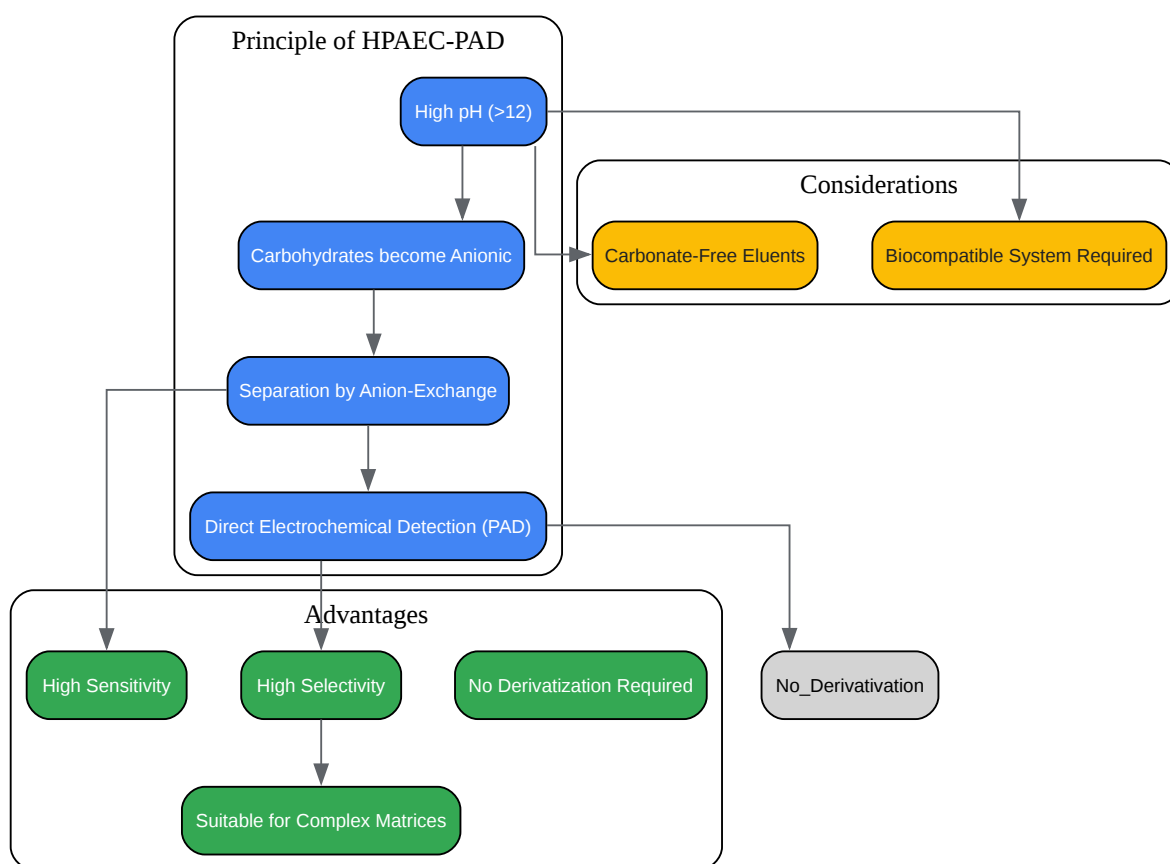 Principle of HPAEC-PAD
High pH (>12)
Considerations
Carbohydrates become Anionic
Carbonate-Free Eluents
Biocompatible System Required
Separation by Anion-Exchange
Direct Electrochemical Detection (PAD)
Advantages
High Sensitivity
High Selectivity
No Derivatization Required
No_Derivativation
Suitable for Complex Matrices